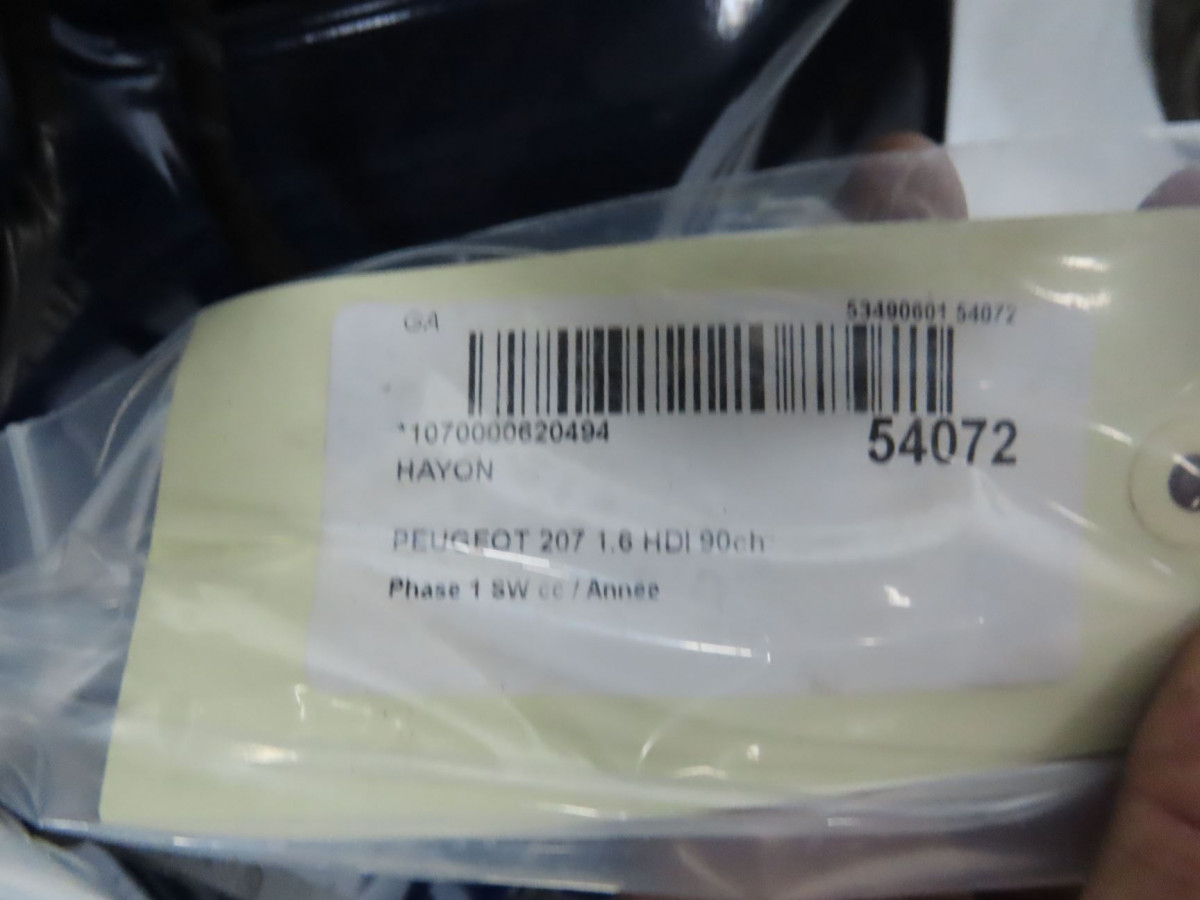 GA 53490601 54072
*1070000620494 54072
HAYON
PEUGEOT 207 1.6 HDI 90ch
Phase 1 SW cc / Année